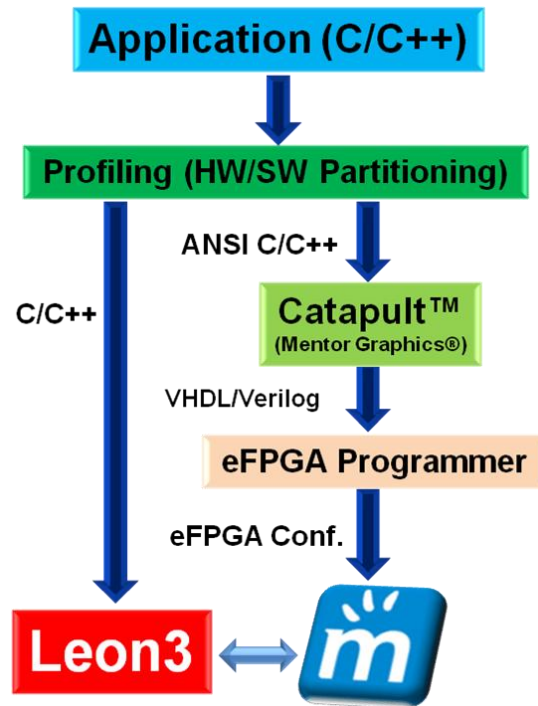 Application (C/C++)
Profiling (HW/SW Partitioning)
ANSI C/C++
C/C++
Catapult™
(Mentor Graphics®)
VHDL/Verilog
eFPGA Programmer
eFPGA Conf.
Leon3
m